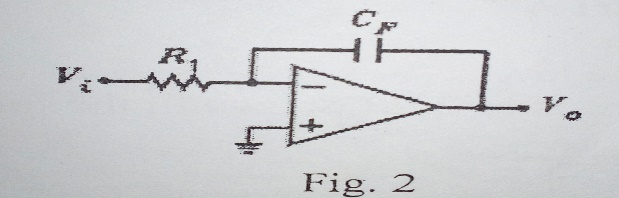 C_F
R_1
V_i
−
V_o
+
Fig. 2